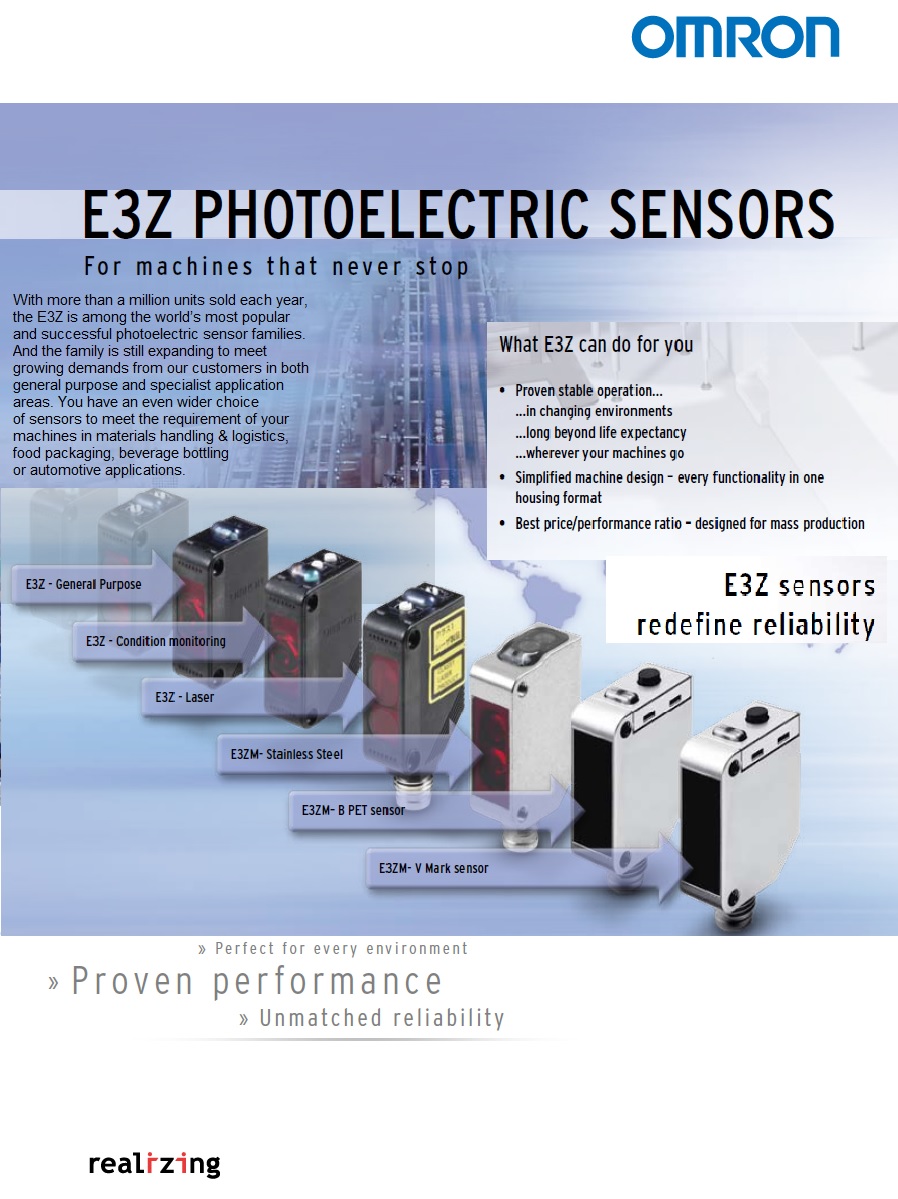 OMRON
E3Z PHOTOELECTRIC SENSORS
For machines that never stop
With more than a million units sold each year,
the E3Z is among the world's most popular
and successful photoelectric sensor families.
And the family is still expanding to meet
growing demands from our customers in both
general purpose and specialist application
areas. You have an even wider choice
of sensors to meet the requirement of your
machines in materials handling & logistics,
food packaging, beverage bottling
or automotive applications.
What E3Z can do for you
• Proven stable operation...
...in changing environments
...long beyond life expectancy
...wherever your machines go
• Simplified machine design – every functionality in one
housing format
• Best price/performance ratio – designed for mass production
E3Z sensors
redefine reliability
E3Z - General Purpose
E3Z - Condition monitoring
E3Z - Laser
E3ZM- Stainless Steel
E3ZM- B PET sensor
E3ZM- V Mark sensor
» Perfect for every environment
» Proven performance
» Unmatched reliability
realizing